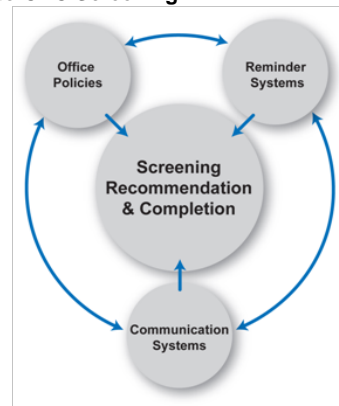 Office
Policies
Reminder
Systems
Screening
Recommendation
& Completion
Communication
Systems